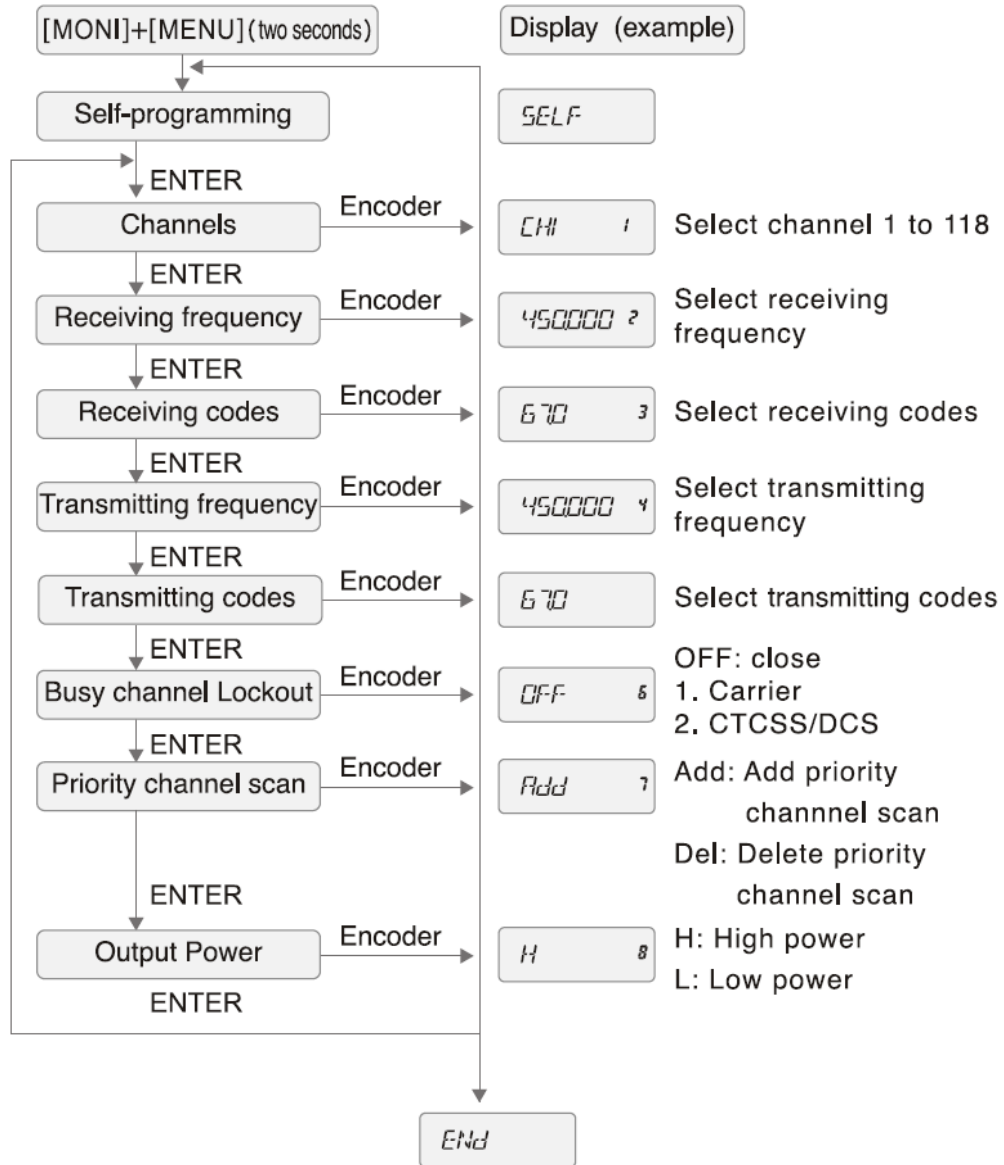 [MONI]+[MENU](two seconds)
Display (example)
Self-programming
SELF
ENTER
Channels
Encoder
CHI 1
Select channel 1 to 118
ENTER
Receiving frequency
Encoder
450.000 2
Select receiving
frequency
ENTER
Receiving codes
Encoder
67.0 3
Select receiving codes
ENTER
Transmitting frequency
Encoder
450.000 4
Select transmitting
frequency
ENTER
Transmitting codes
Encoder
67.0
Select transmitting codes
ENTER
Busy channel Lockout
Encoder
OFF 6
OFF: close
1. Carrier
2. CTCSS/DCS
ENTER
Priority channel scan
Encoder
Add 7
Add: Add priority
channnel scan
Del: Delete priority
channel scan
ENTER
Output Power
Encoder
H 8
H: High power
L: Low power
ENTER
ENd